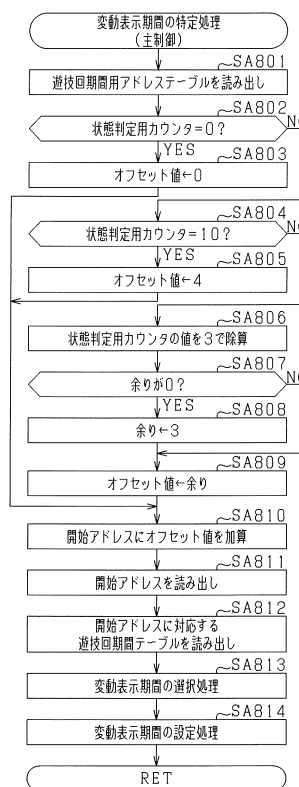 変動表示期間の特定処理
(主制御)
SA801
遊技回期間用アドレステーブルを読み出し
SA802
状態判定用カウンタ=0?
YES
SA803
オフセット値←0
SA804
状態判定用カウンタ=10?
YES
SA805
オフセット値←4
SA806
状態判定用カウンタの値を3で除算
SA807
余りが0?
YES
SA808
余り←3
SA809
オフセット値←余り
SA810
開始アドレスにオフセット値を加算
SA811
開始アドレスを読み出し
SA812
開始アドレスに対応する
遊技回期間テーブルを読み出し
SA813
変動表示期間の選択処理
SA814
変動表示期間の設定処理
RET